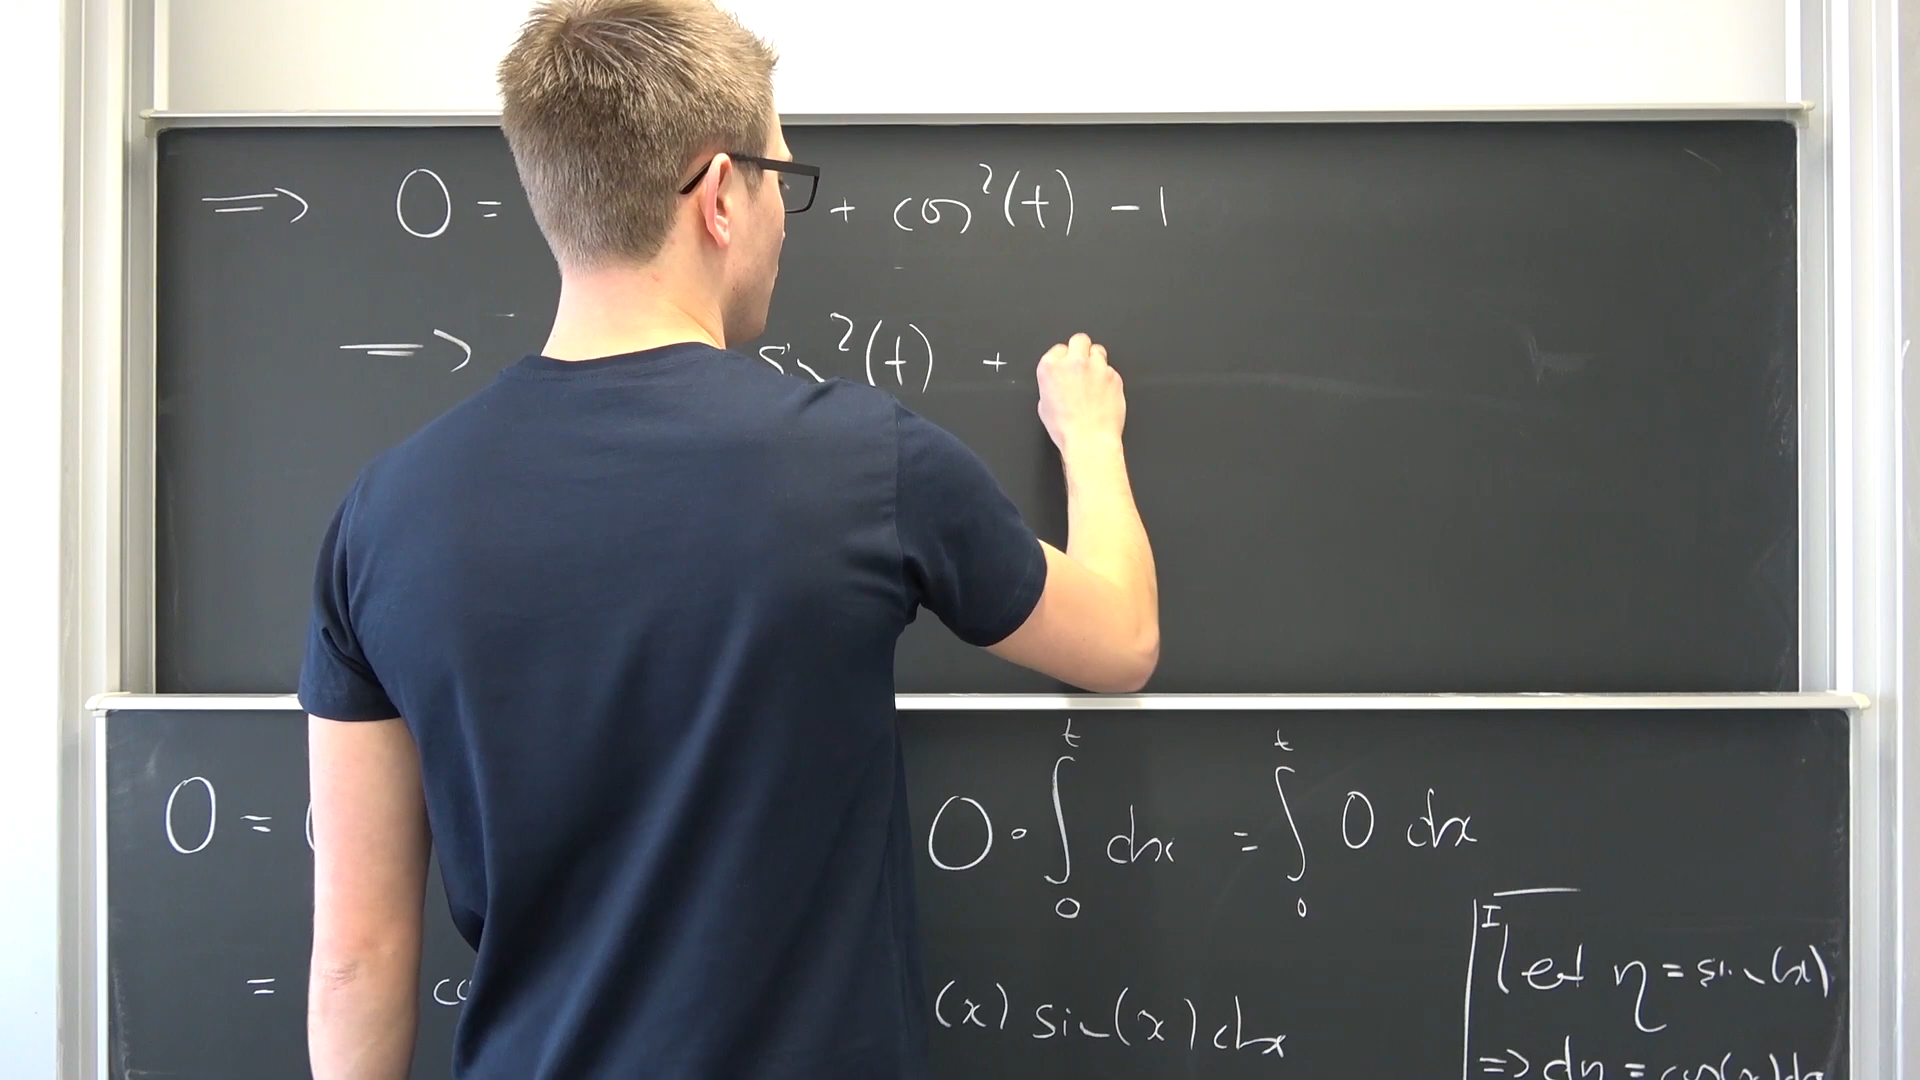 ⟹ 0 = + cos²(t) - 1
⟹ sin²(t) +
0 = 0 · ∫₀ᵗ dx = ∫₀ᵗ 0 dx
= (x) sin(x) dx
I
let η = sin(x)
=> dη = cos(x) dx